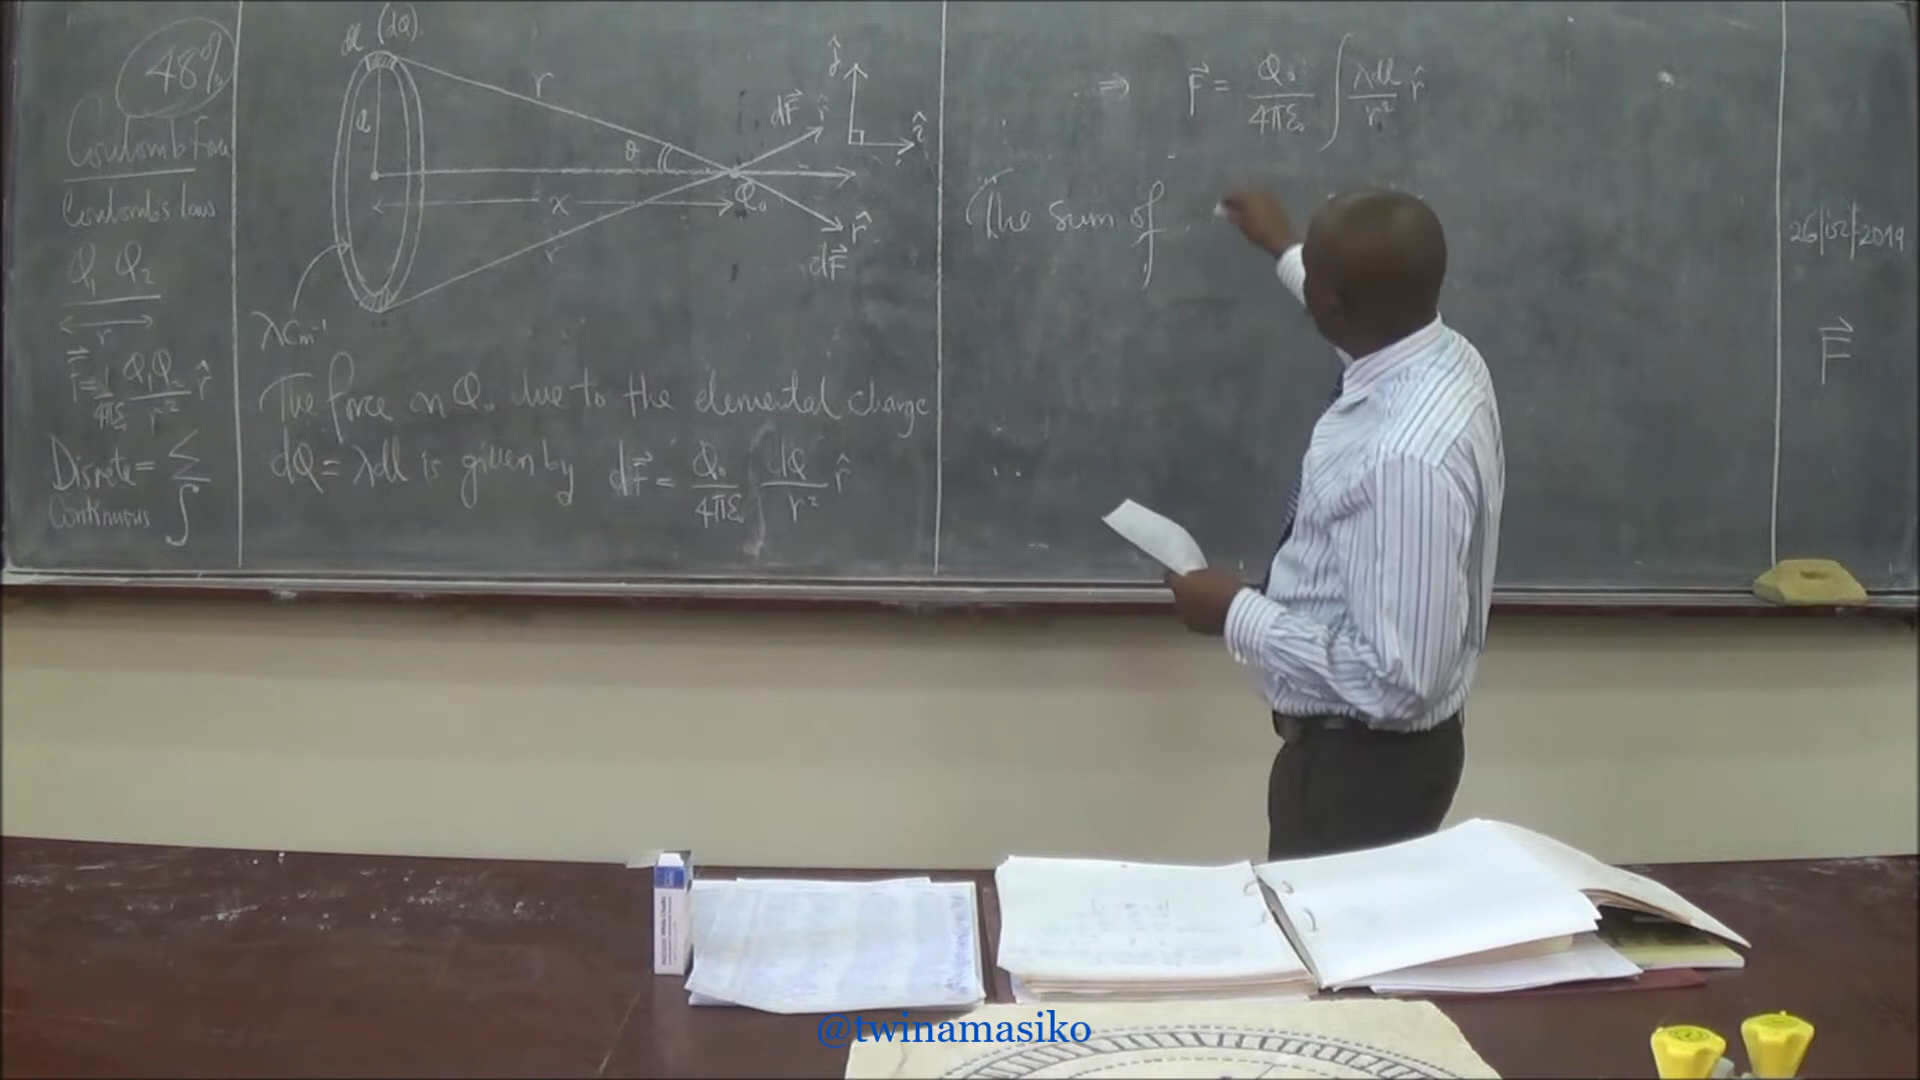 48%
Coulomb Force
Coulomb's law
Q₁ Q₂
r
F⃗ = 1/4πε₀ Q₁Q₂/r² r̂
Discrete = Σ
Continuous ∫
dl (dQ)
a
r
θ
x
Q₀
r
dF⃗ r̂
r̂
dF⃗
ĵ
î
λ Cm⁻¹
The force on Q₀ due to the elemental charge
dQ = λdl is given by dF⃗ = Q₀/4πε₀ dQ/r² r̂
⇒ F⃗ = Q₀/4πε₀ ∫ λdl/r² r̂
The sum of
26/02/2019
F⃗
@twinamasiko